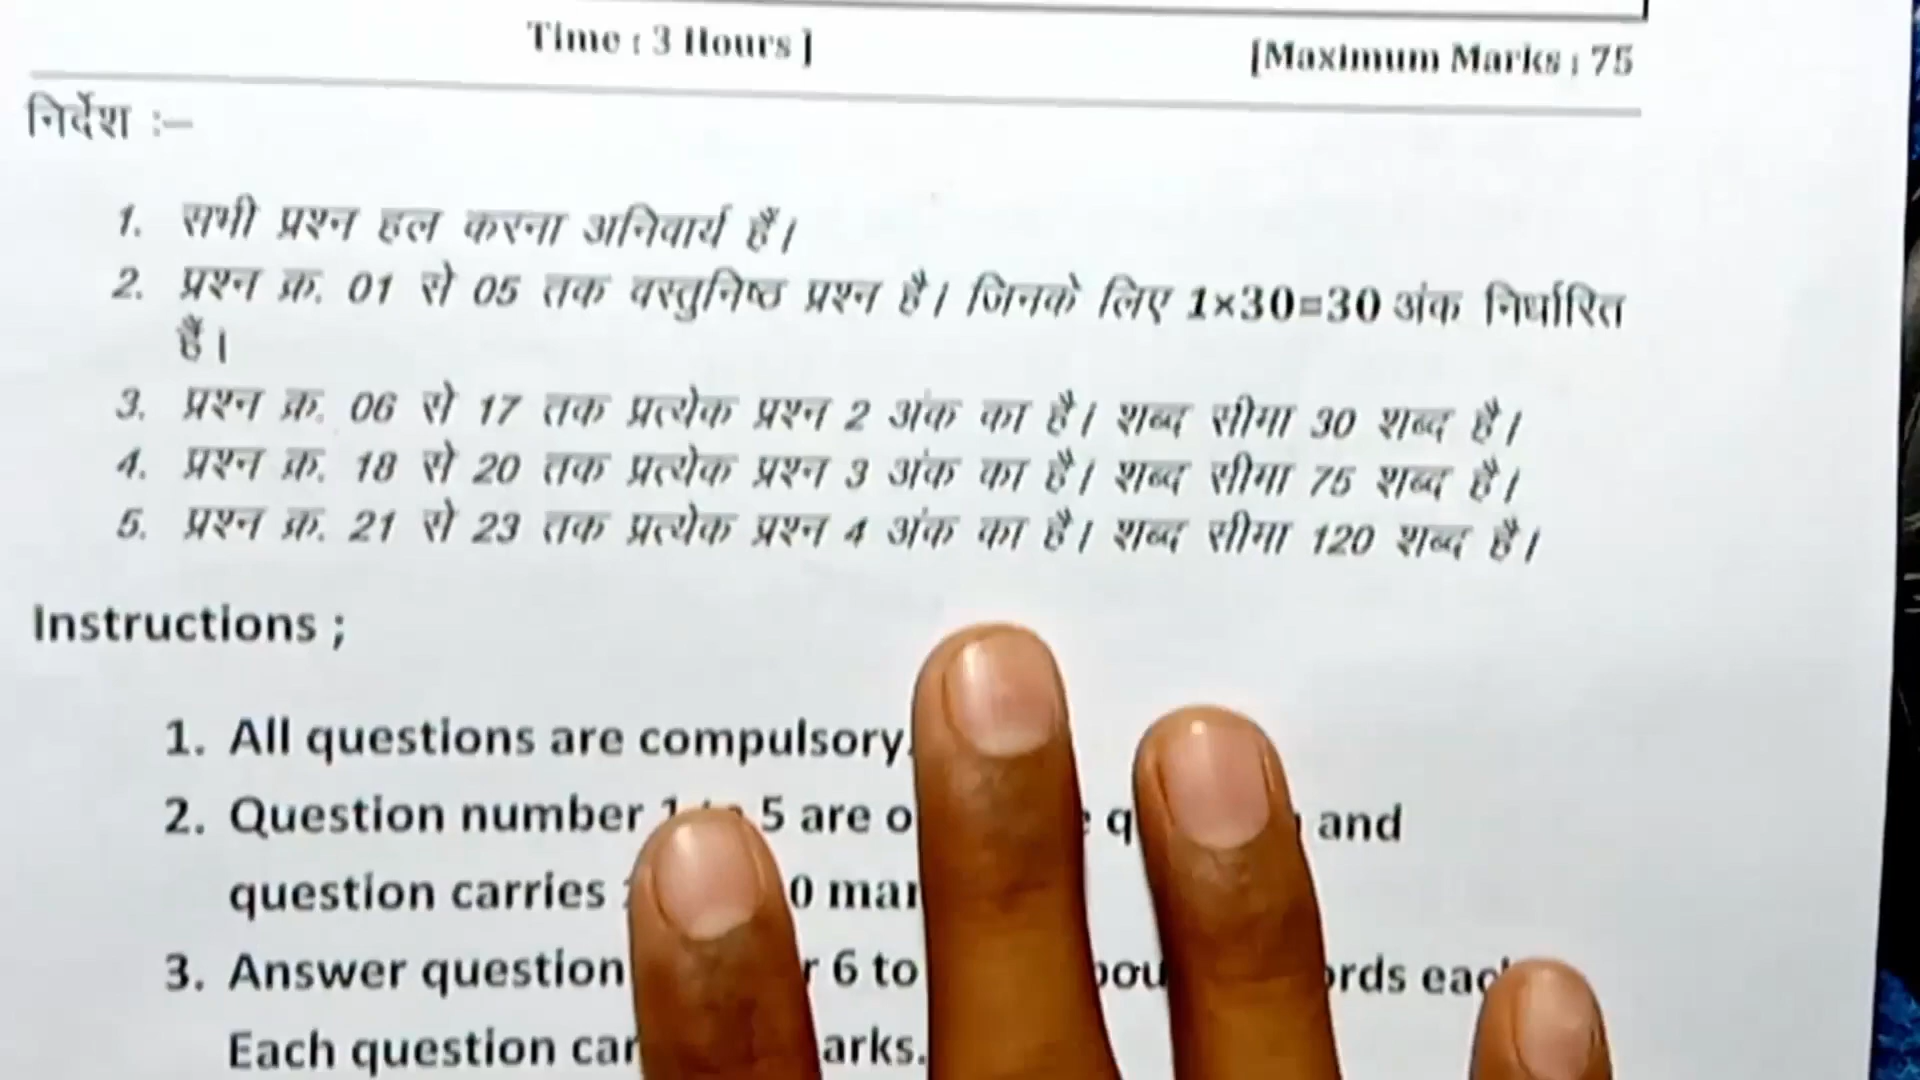 Time : 3 Hours ]
[Maximum Marks : 75
निर्देश :–
1. सभी प्रश्न हल करना अनिवार्य हैं।
2. प्रश्न क्र. 01 से 05 तक वस्तुनिष्ठ प्रश्न है। जिनके लिए 1×30=30 अंक निर्धारित
हैं।
3. प्रश्न क्र. 06 से 17 तक प्रत्येक प्रश्न 2 अंक का है। शब्द सीमा 30 शब्द है।
4. प्रश्न क्र. 18 से 20 तक प्रत्येक प्रश्न 3 अंक का है। शब्द सीमा 75 शब्द है।
5. प्रश्न क्र. 21 से 23 तक प्रत्येक प्रश्न 4 अंक का है। शब्द सीमा 120 शब्द है।
Instructions ;
1. All questions are compulsory.
2. Question number 1 5 are and
question carries
3. Answer question 6 to
Each question